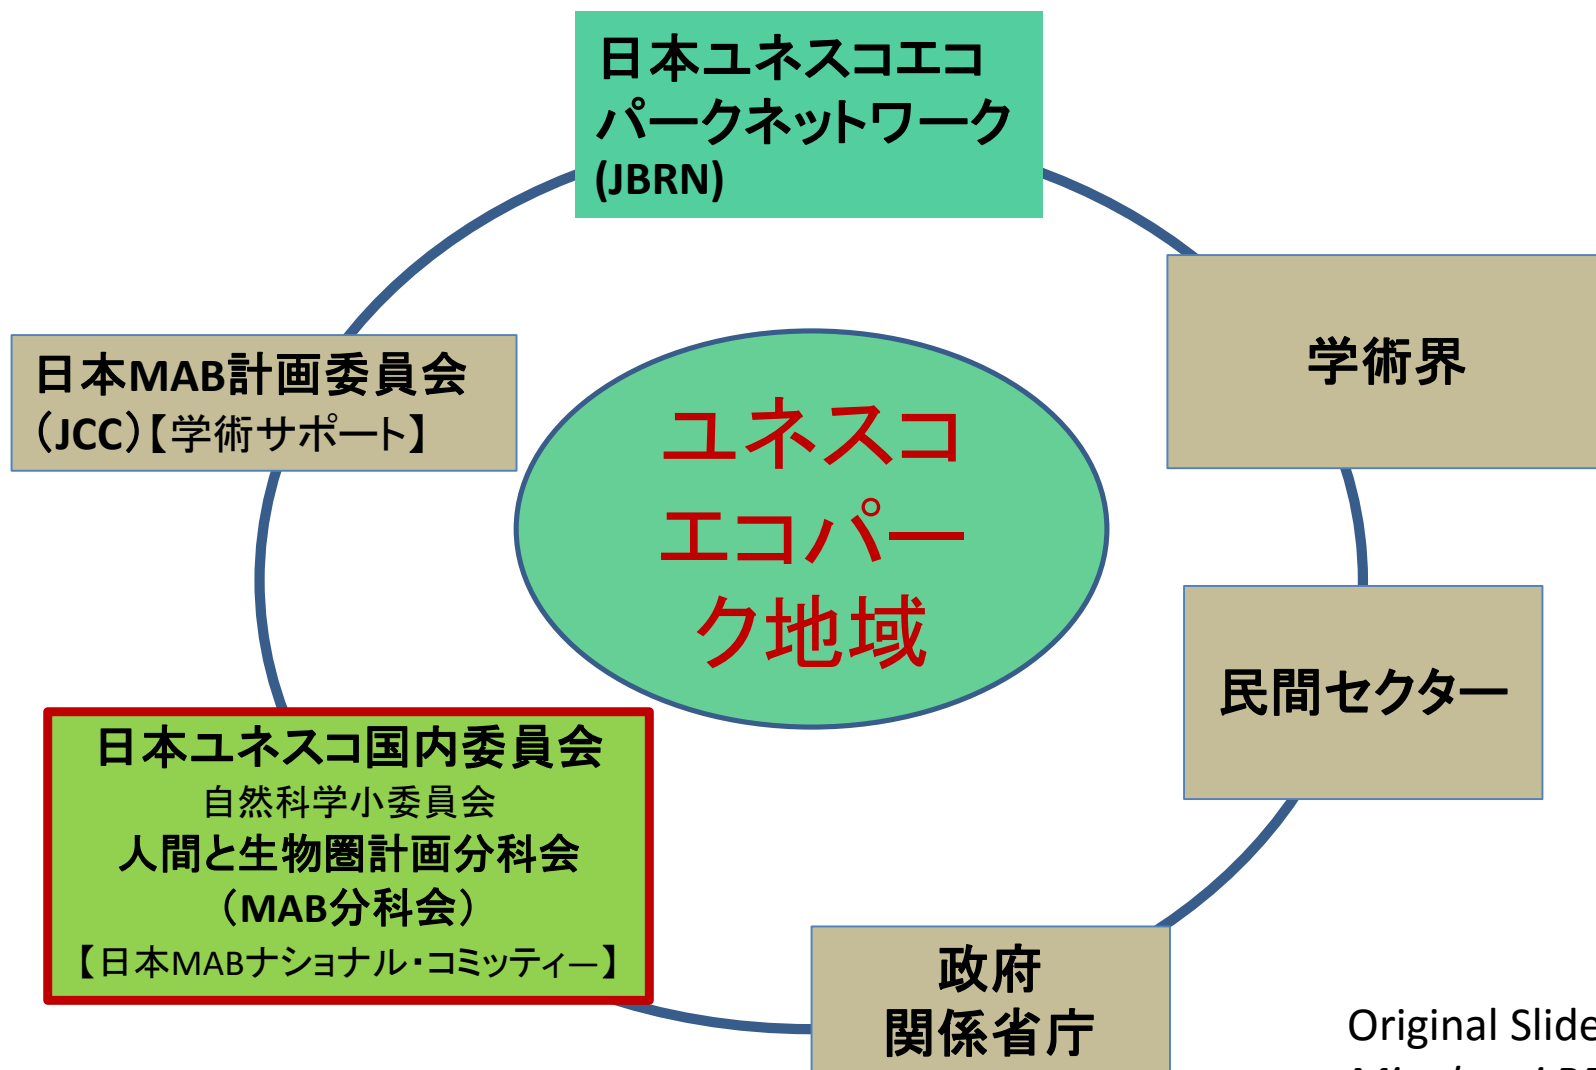 日本ユネスコエコ
パークネットワーク
(JBRN)
学術界
日本MAB計画委員会
（JCC）【学術サポート】
ユネスコ
エコパー
ク地域
民間セクター
日本ユネスコ国内委員会
自然科学小委員会
人間と生物圏計画分科会
（MAB分科会）
【日本MABナショナル・コミッティー】
政府
関係省庁
Original Slide